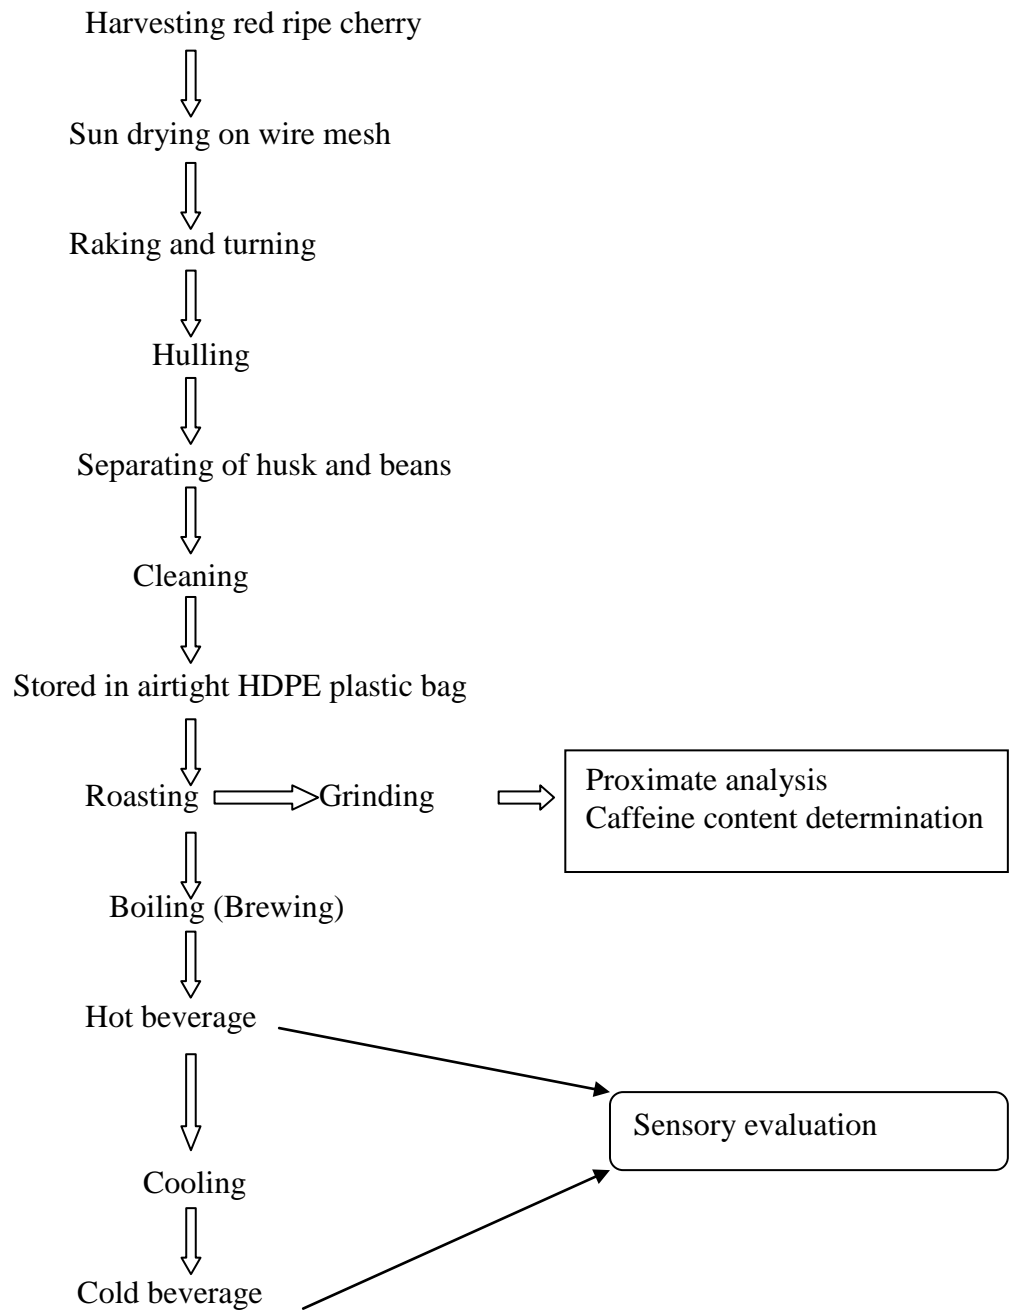 Harvesting red ripe cherry
Sun drying on wire mesh
Raking and turning
Hulling
Separating of husk and beans
Cleaning
Stored in airtight HDPE plastic bag
Roasting
Grinding
Proximate analysis
Caffeine content determination
Boiling (Brewing)
Hot beverage
Sensory evaluation
Cooling
Cold beverage